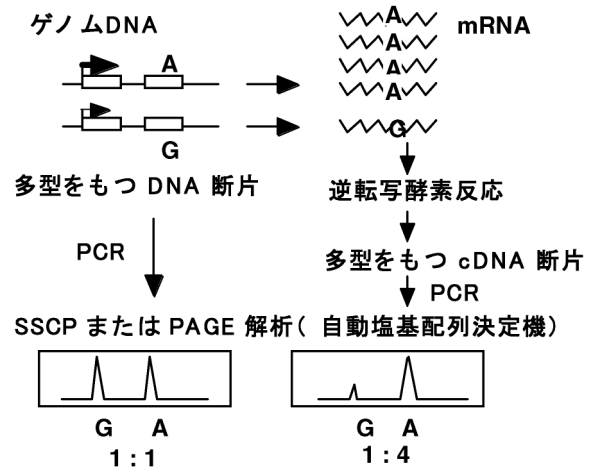 ゲノムDNA
mRNA
A
G
A
A
A
A
G
多型をもつ DNA 断片
逆転写酵素反応
PCR
多型をもつ cDNA 断片
PCR
SSCP または PAGE 解析( 自動塩基配列決定機)
G A
1 : 1
G A
1 : 4